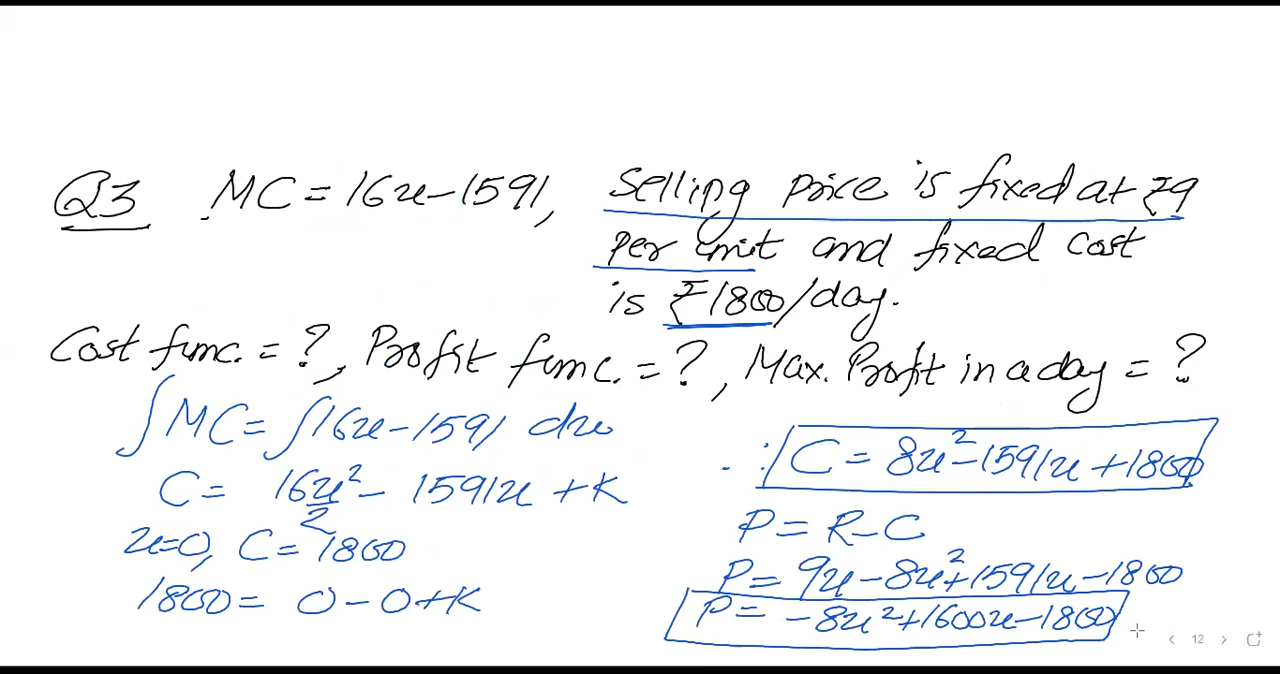 Q3 MC = 16x - 1591, Selling Price is fixed at ₹9
per unit and fixed cost
is ₹1800/day.
Cost func. = ?, Profit func. = ?, Max. Profit in a day = ?
∫MC = ∫16x - 1591 dx
C = 16x²/2 - 1591x + K
x=0, C = 1800
1800 = 0 - 0 + K
∴ C = 8x² - 1591x + 1800
P = R - C
P = 9x - 8x² + 1591x - 1800
P = -8x² + 1600x - 1800
< 12 >